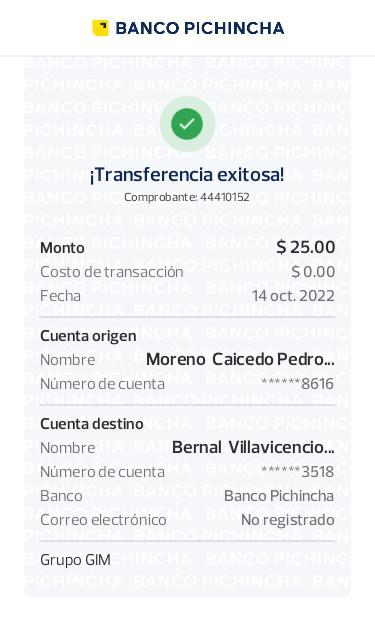 BANCO PICHINCHA
¡Transferencia exitosa!
Comprobante: 44410152
Monto $ 25.00
Costo de transacción $ 0.00
Fecha 14 oct. 2022
Cuenta origen
Nombre Moreno Caicedo Pedro...
Número de cuenta ******8616
Cuenta destino
Nombre Bernal Villavicencio...
Número de cuenta ******3518
Banco Banco Pichincha
Correo electrónico No registrado
Grupo GIM